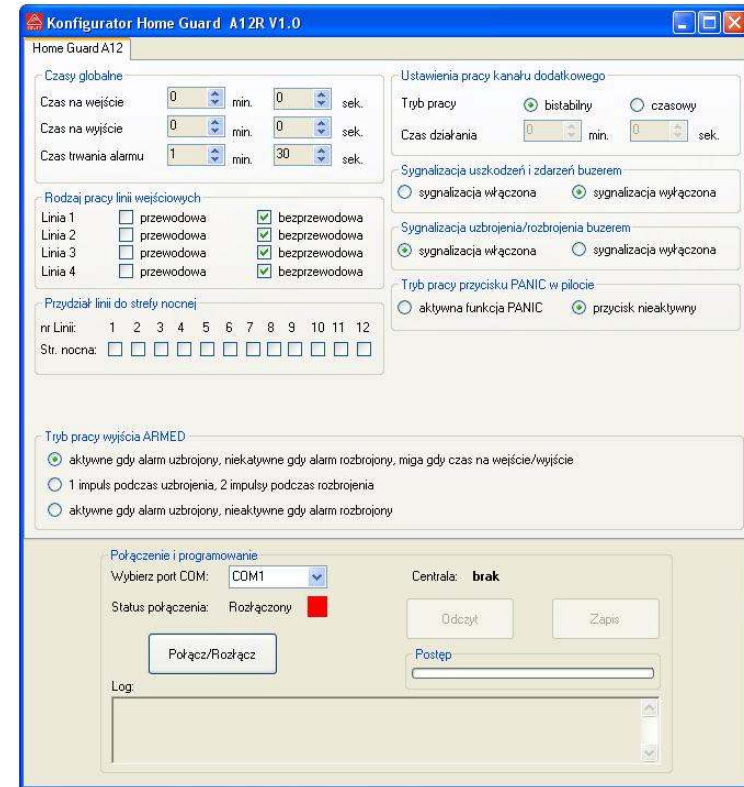 Konfigurator Home Guard A12R V1.0
Home Guard A12
Czasy globalne
Czas na wejście 0 min. 0 sek.
Czas na wyjście 0 min. 0 sek.
Czas trwania alarmu 1 min. 30 sek.
Rodzaj pracy linii wejściowych
Linia 1 przewodowa bezprzewodowa
Linia 2 przewodowa bezprzewodowa
Linia 3 przewodowa bezprzewodowa
Linia 4 przewodowa bezprzewodowa
Przydział linii do strefy nocnej
nr Linii: 1 2 3 4 5 6 7 8 9 10 11 12
Str. nocna:
Ustawienia pracy kanału dodatkowego
Tryb pracy bistabilny czasowy
Czas działania 0 min. 0 sek.
Sygnalizacja uszkodzeń i zdarzeń buzerem
sygnalizacja włączona sygnalizacja wyłączona
Sygnalizacja uzbrojenia/rozbrojenia buzerem
sygnalizacja włączona sygnalizacja wyłączona
Tryb pracy przycisku PANIC w pilocie
aktywna funkcja PANIC przycisk nieaktywny
Tryb pracy wyjścia ARMED
aktywne gdy alarm uzbrojony, niekatywne gdy alarm rozbrojony, miga gdy czas na wejście/wyjście
1 impuls podczas uzbrojenia, 2 impulsy podczas rozbrojenia
aktywne gdy alarm uzbrojony, nieaktywne gdy alarm rozbrojony
Połączenie i programowanie
Wybierz port COM: COM1
Status połączenia: Rozłączony
Połącz/Rozłącz
Centrala: brak
Odczyt Zapis
Postęp
Log: